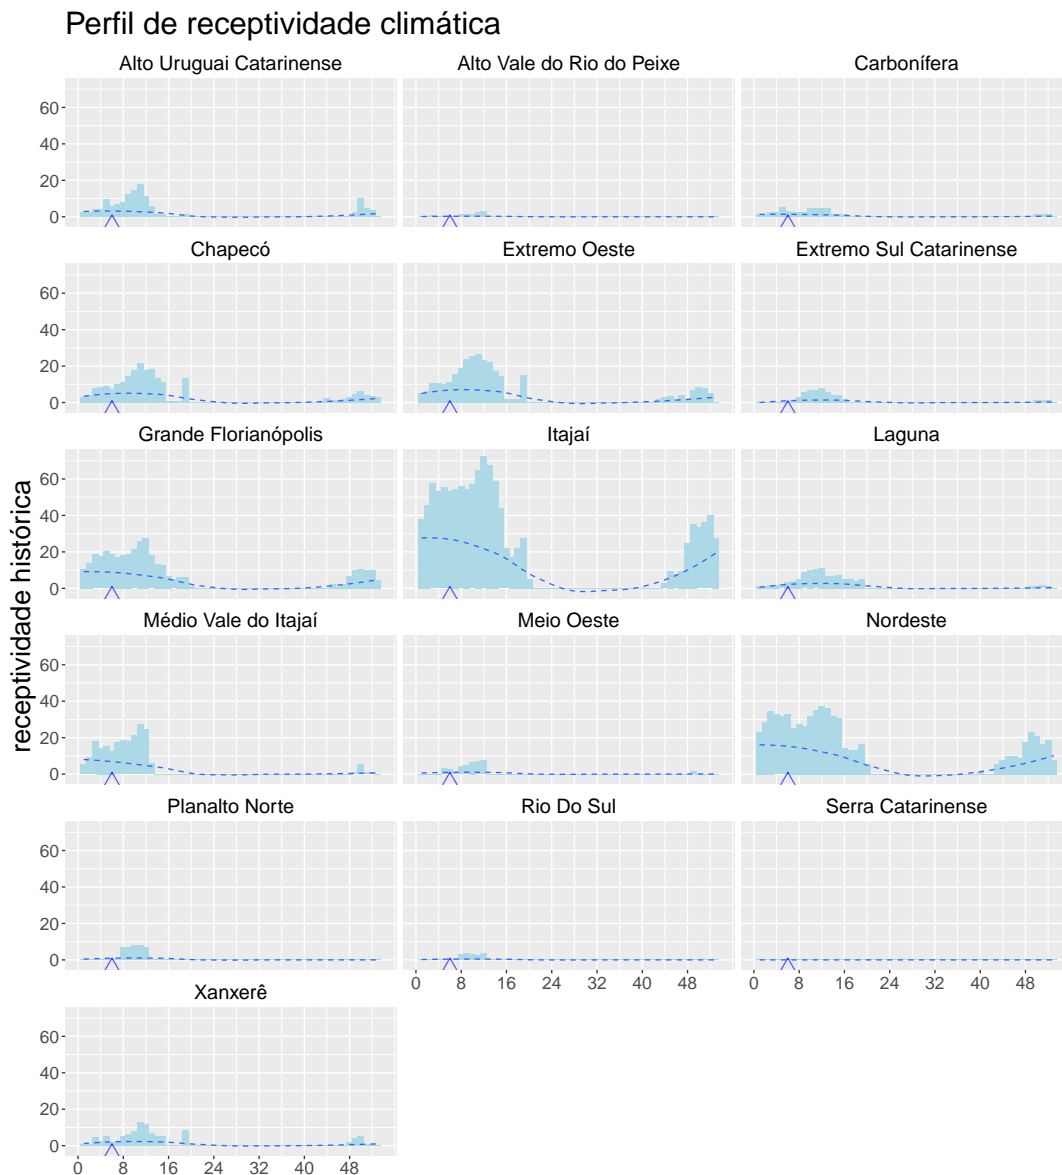 Perfil de receptividade climática
Alto Uruguai Catarinense
Alto Vale do Rio do Peixe
Carbonífera
60
40
20
0
Chapecó
Extremo Oeste
Extremo Sul Catarinense
60
40
20
0
Grande Florianópolis
Itajaí
Laguna
60
40
20
0
receptividade histórica
Médio Vale do Itajaí
Meio Oeste
Nordeste
60
40
20
0
Planalto Norte
Rio Do Sul
Serra Catarinense
60
40
20
0
0 8 16 24 32 40 48
0 8 16 24 32 40 48
Xanxerê
60
40
20
0
0 8 16 24 32 40 48